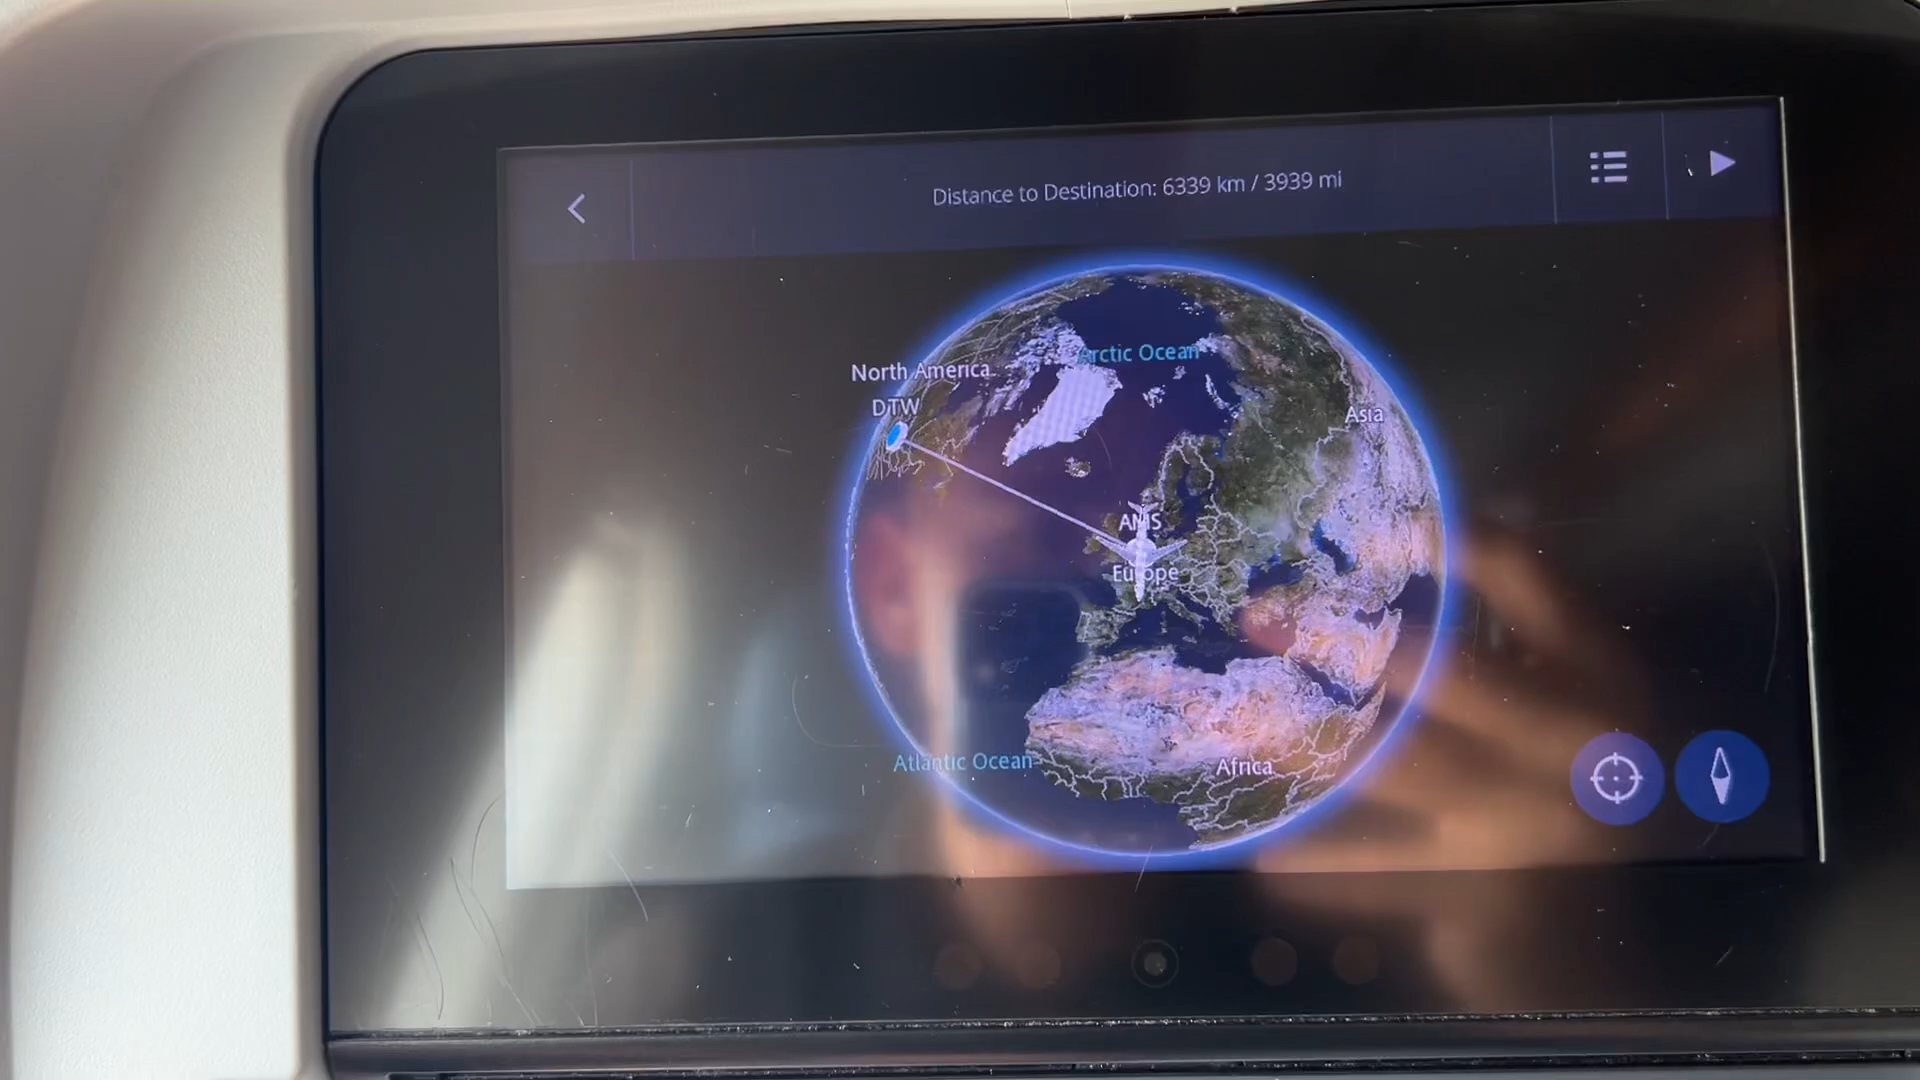 Distance to Destination: 6339 km / 3939 mi
Arctic Ocean
North America
DTW
Asia
AMS
Europe
Atlantic Ocean
Africa